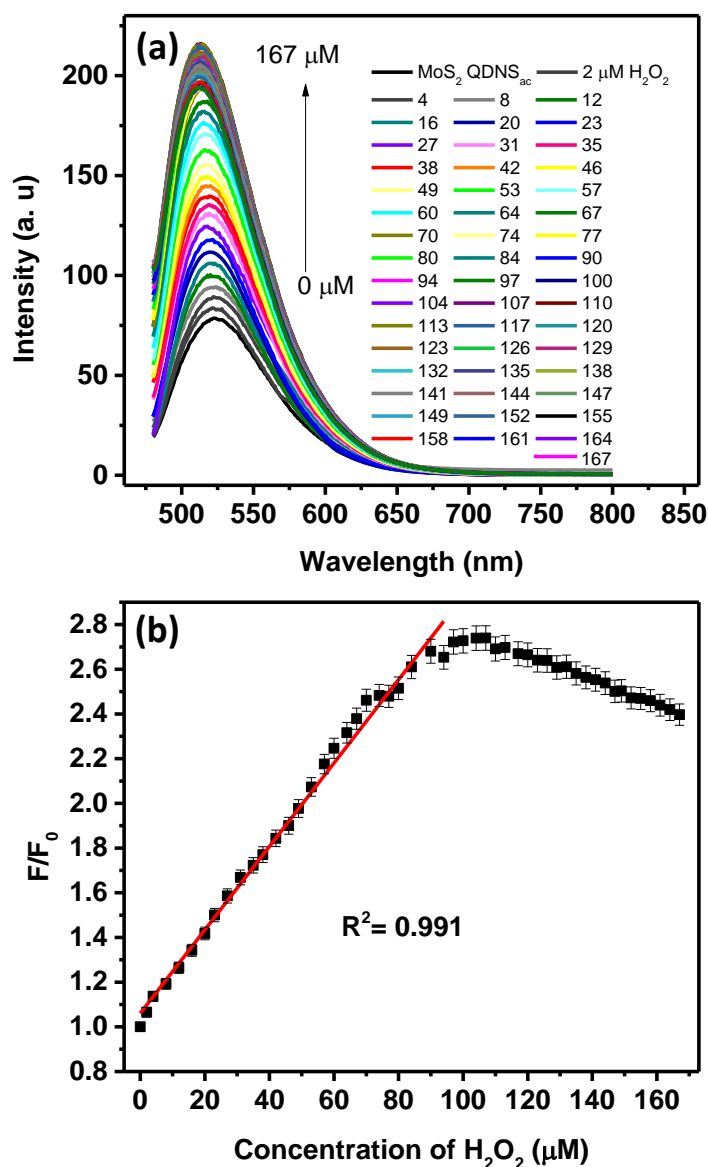 (a)
167 μM
0 μM
MoS₂ QDNSₐc 2 μM H₂O₂
4 8 12
16 20 23
27 31 35
38 42 46
49 53 57
60 64 67
70 74 77
80 84 90
94 97 100
104 107 110
113 117 120
123 126 129
132 135 138
141 144 147
149 152 155
158 161 164
167
Intensity (a. u)
200
150
100
50
0
500 550 600 650 700 750 800 850
Wavelength (nm)
(b)
F/F₀
2.8
2.6
2.4
2.2
2.0
1.8
1.6
1.4
1.2
1.0
0.8
R²= 0.991
0 20 40 60 80 100 120 140 160
Concentration of H₂O₂ (μM)